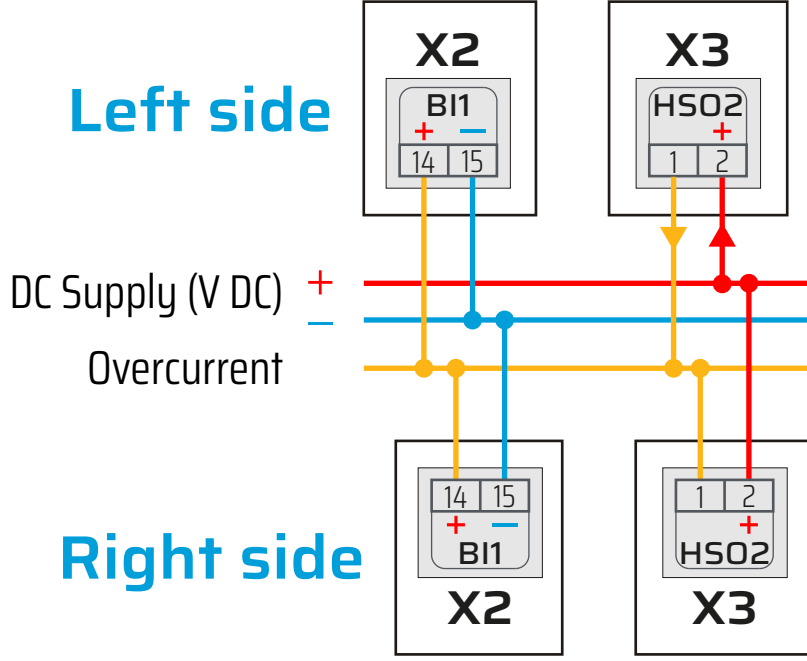 X2 X3
Left side
BI1 HSO2
+ − +
14 15 1 2
DC Supply (V DC) +
−
Overcurrent
14 15 1 2
+ − +
BI1 HSO2
Right side
X2 X3